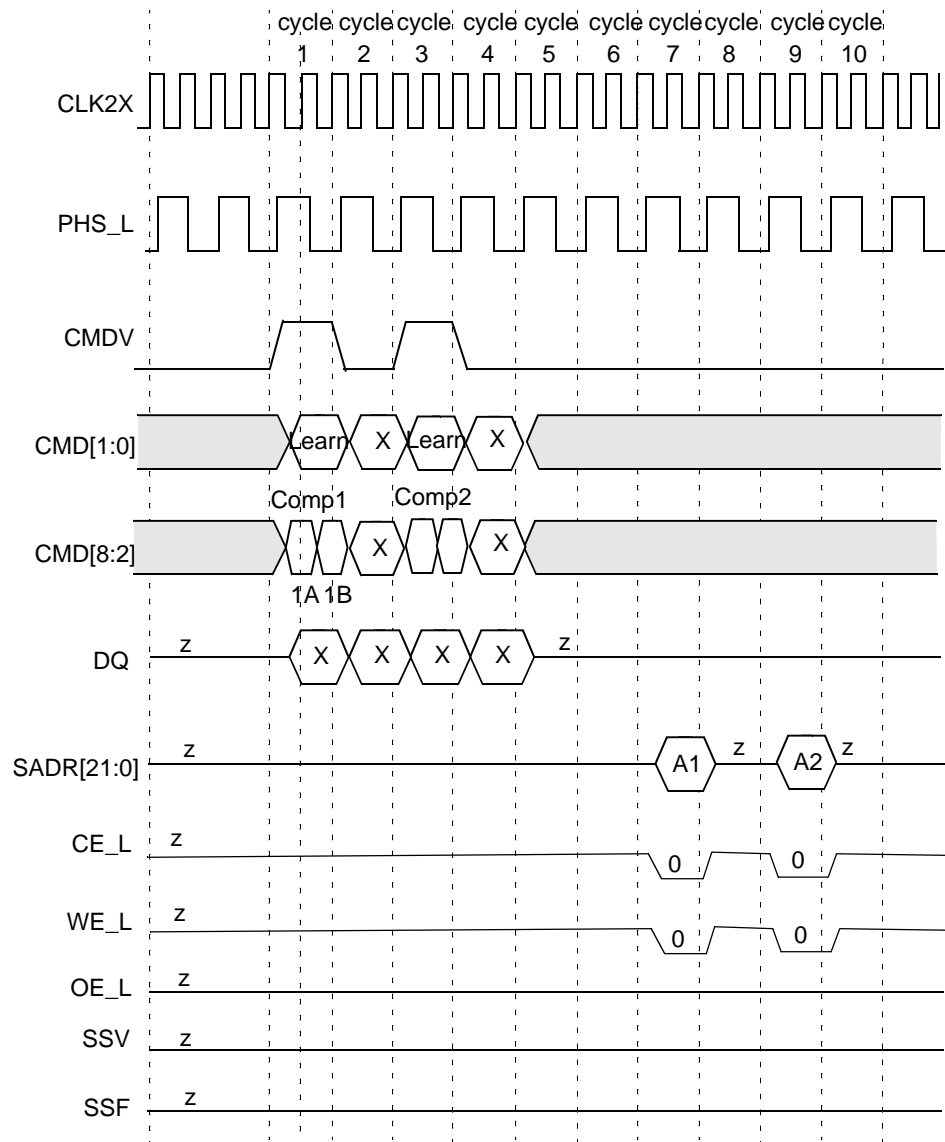 cycle cycle cycle cycle cycle cycle cycle cycle cycle cycle
1 2 3 4 5 6 7 8 9 10
CLK2X
PHS_L
CMDV
CMD[1:0] Learn X Learn X
Comp1 Comp2
CMD[8:2] X X
1A 1B
DQ z X X X X z
SADR[21:0] z A1 z A2 z
CE_L z 0 0
WE_L z 0 0
OE_L z
SSV z
SSF z